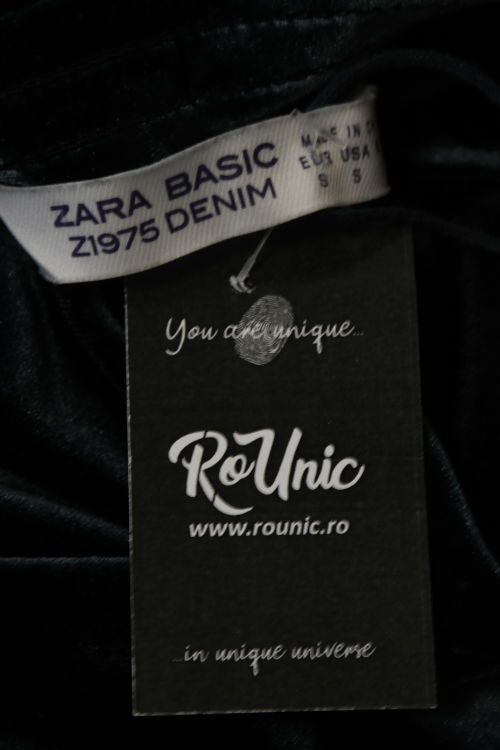 ZARA BASIC
Z1975 DENIM
MADE IN
EUR USA
S S
You are unique...
RoUnic
www.rounic.ro
...in unique universe